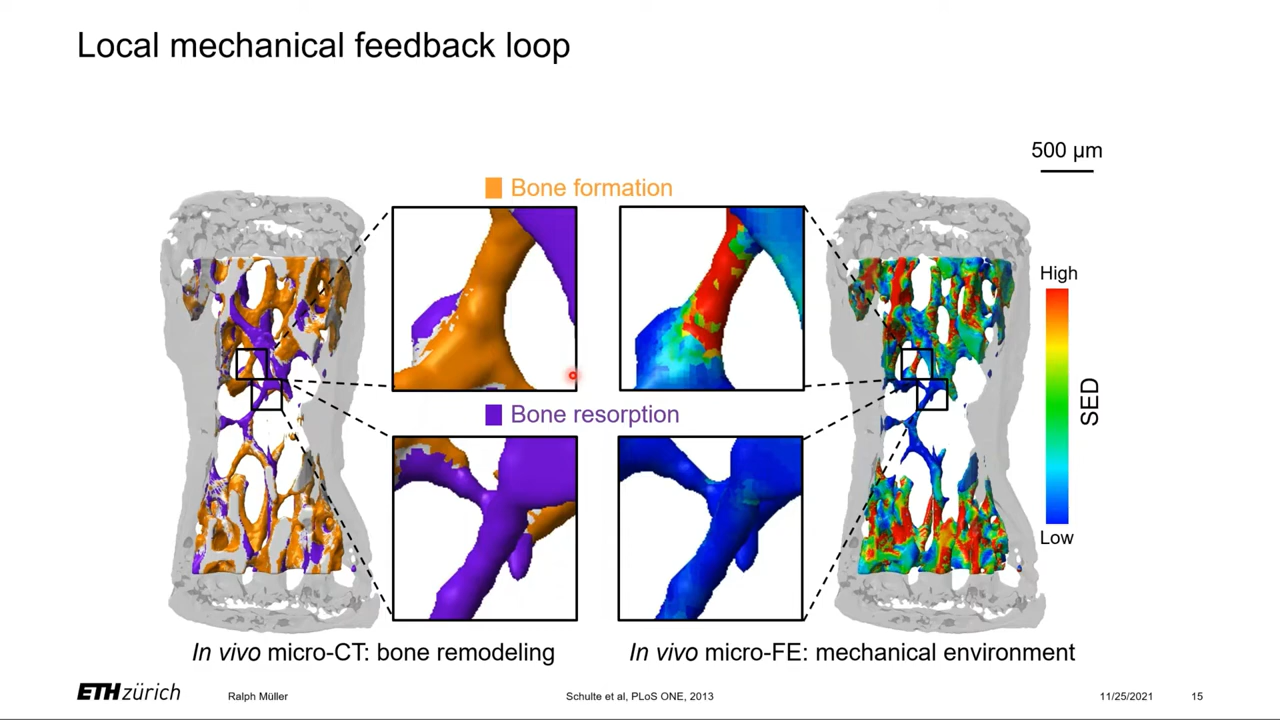 Local mechanical feedback loop
500 µm
Bone formation
High
SED
Bone resorption
Low
In vivo micro-CT: bone remodeling
In vivo micro-FE: mechanical environment
ETH zürich
Ralph Müller
Schulte et al, PLoS ONE, 2013
11/25/2021
15